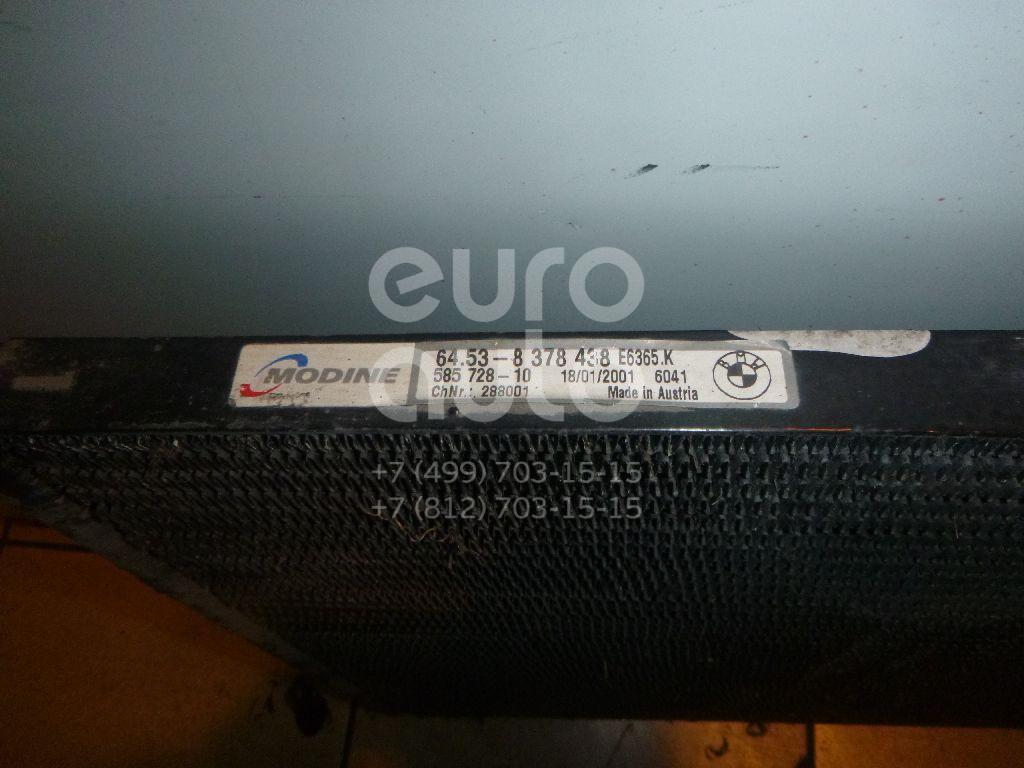 euro
auto
MODINE
64.53-8 378 438 E6365.K
585 728-10 18/01/2001 6041
ChNr.: 288001 Made in Austria
BMW
+7 (499) 703-15-15
+7 (812) 703-15-15